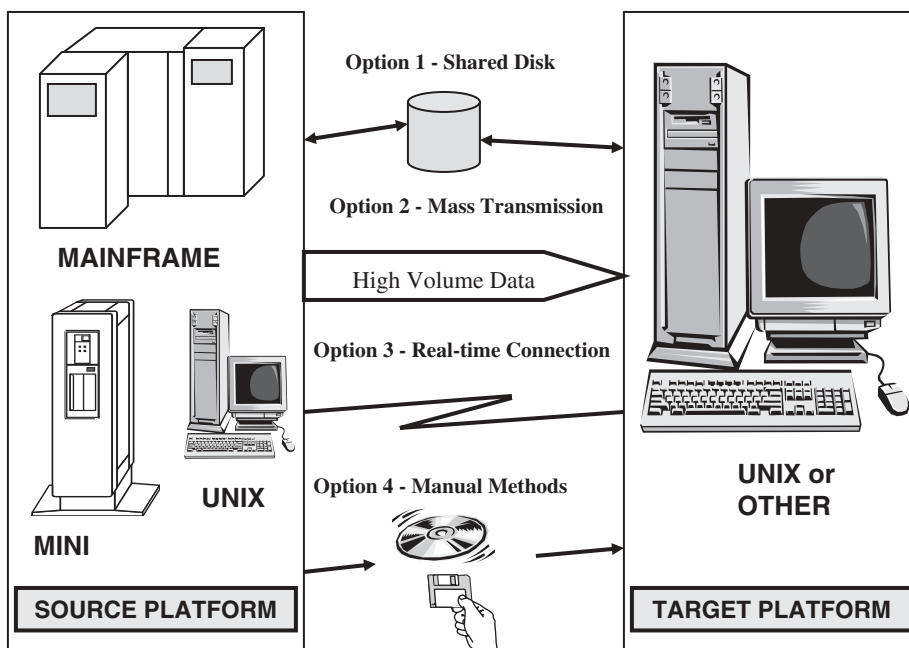 MAINFRAME
MINI
UNIX
SOURCE PLATFORM
Option 1 - Shared Disk
Option 2 - Mass Transmission
High Volume Data
Option 3 - Real-time Connection
Option 4 - Manual Methods
UNIX or
OTHER
TARGET PLATFORM